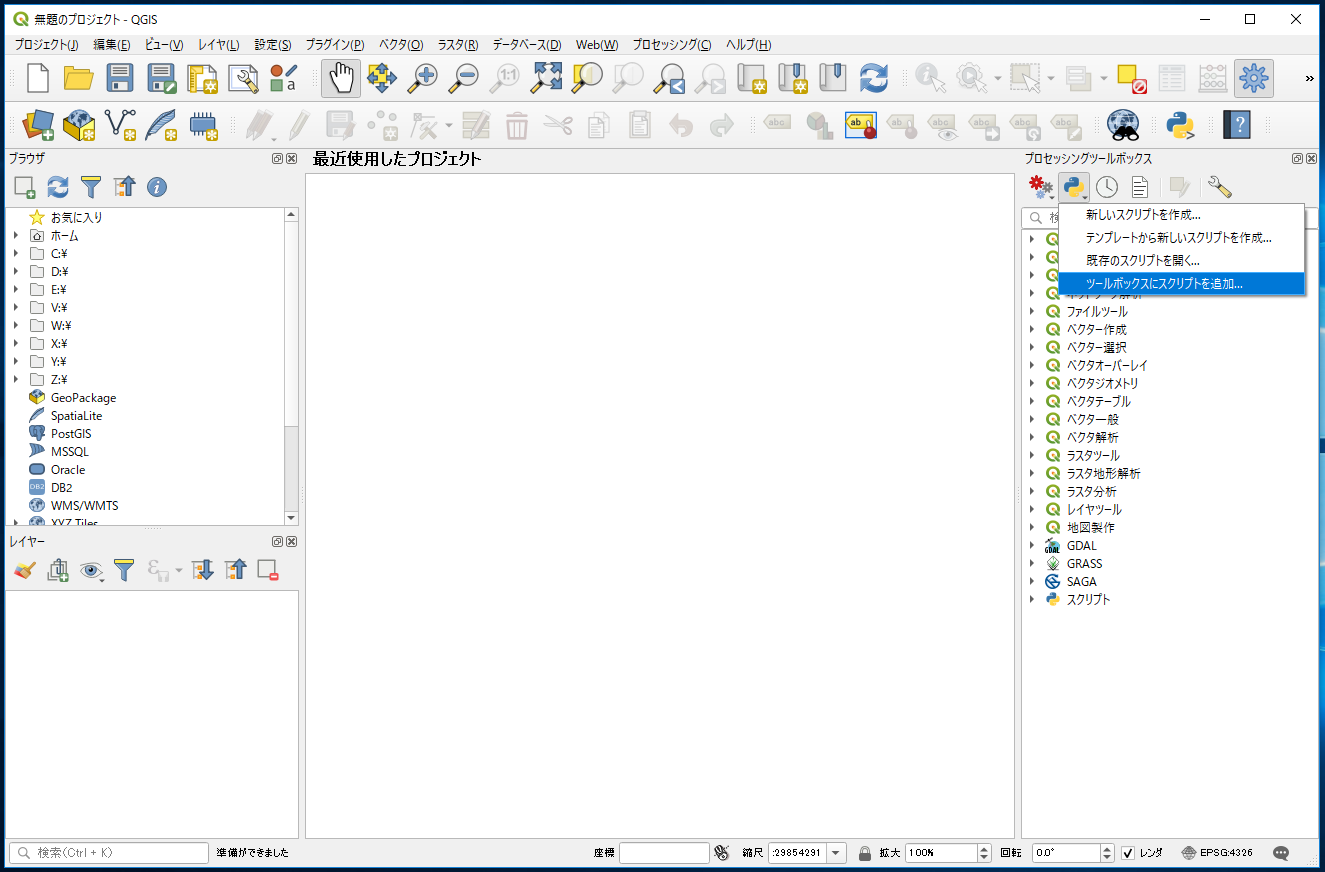 無題のプロジェクト - QGIS
プロジェクト(J) 編集(E) ビュー(V) レイヤ(L) 設定(S) プラグイン(P) ベクタ(O) ラスタ(R) データベース(D) Web(W) プロセッシング(C) ヘルプ(H)
ブラウザ
お気に入り
ホーム
C:¥
D:¥
E:¥
V:¥
W:¥
X:¥
Y:¥
Z:¥
GeoPackage
SpatiaLite
PostGIS
MSSQL
Oracle
DB2
WMS/WMTS
XYZ Tiles
レイヤー
最近使用したプロジェクト
プロセッシングツールボックス
検
新しいスクリプトを作成...
テンプレートから新しいスクリプトを作成...
既存のスクリプトを開く...
ツールボックスにスクリプトを追加...
ネットワーク解析
ファイルツール
ベクター作成
ベクター選択
ベクタオーバーレイ
ベクタジオメトリ
ベクタテーブル
ベクター一般
ベクタ解析
ラスタツール
ラスタ地形解析
ラスタ分析
レイヤツール
地図製作
GDAL
GRASS
SAGA
スクリプト
検索(Ctrl + K) 準備ができました 座標 縮尺 :29854291 拡大 100% 回転 0.0° レンダ EPSG:4326